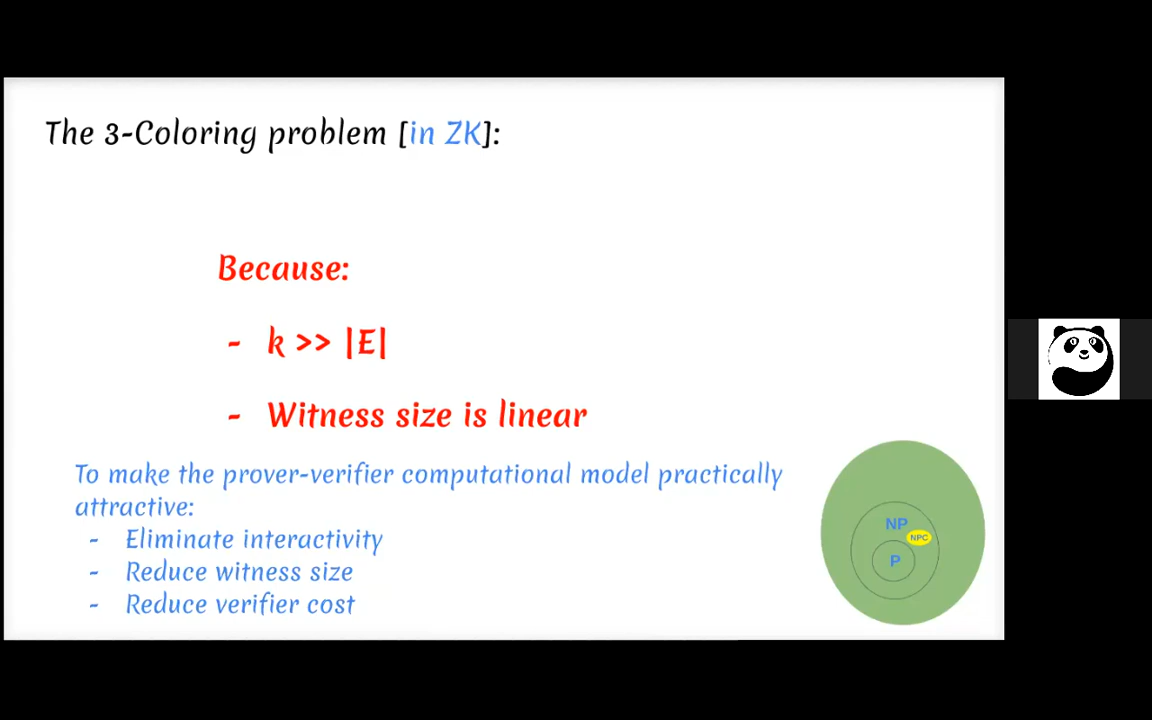 The 3-Coloring problem [in ZK]:
Because:
- k >> |E|
- Witness size is linear
To make the prover-verifier computational model practically
attractive:
- Eliminate interactivity
- Reduce witness size
- Reduce verifier cost
NP
NPC
P